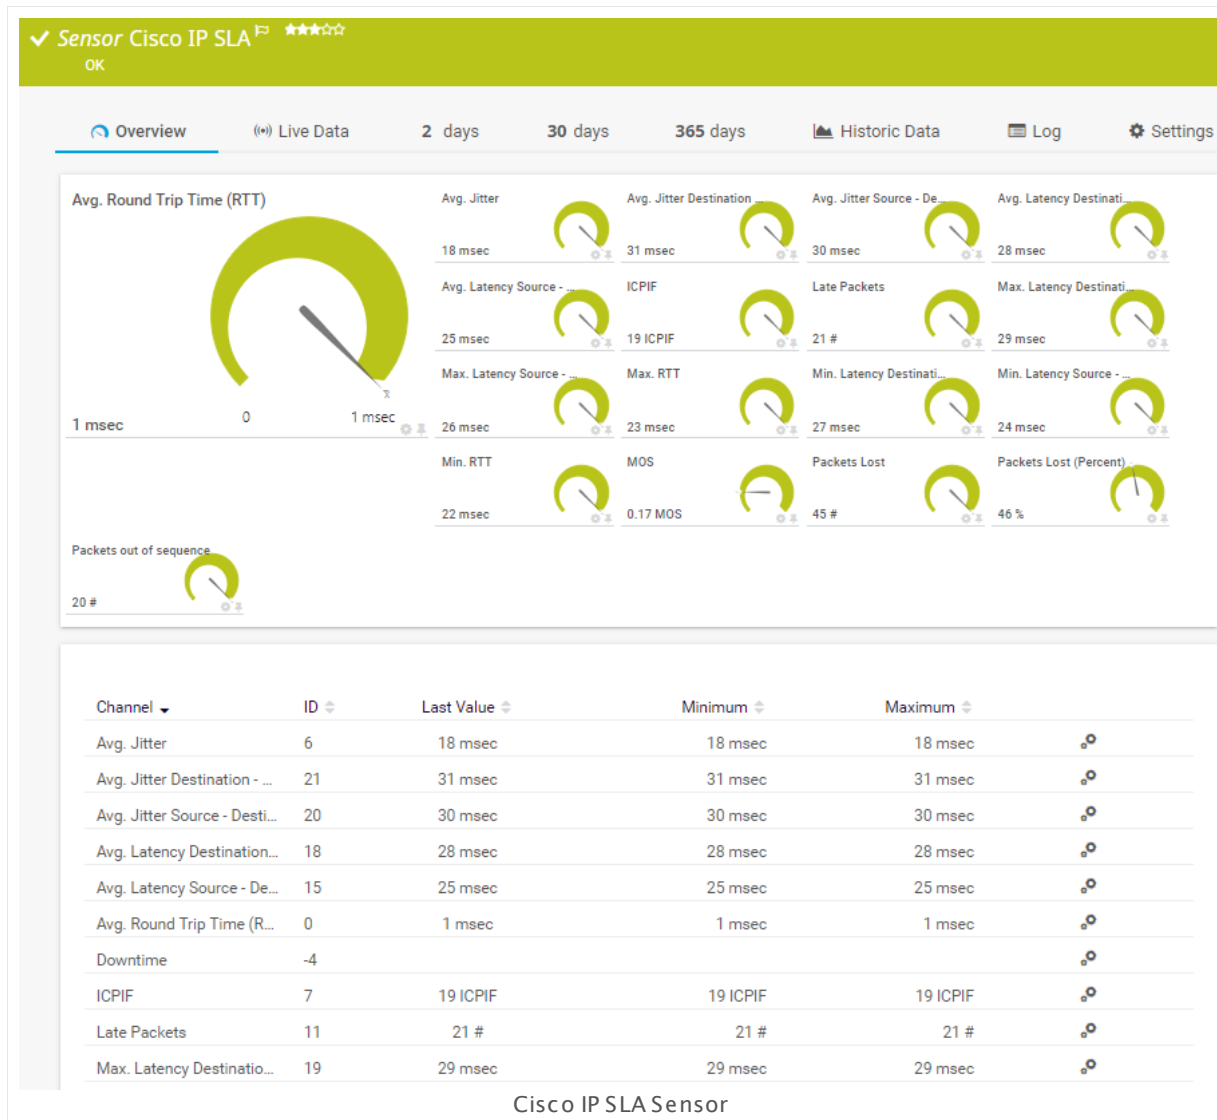 Sensor Cisco IP SLA
OK
Overview Live Data 2 days 30 days 365 days Historic Data Log Settings
Avg. Round Trip Time (RTT)
1 msec
0 1 msec
Avg. Jitter
18 msec
Avg. Jitter Destination ...
31 msec
Avg. Jitter Source - De...
30 msec
Avg. Latency Destinati...
28 msec
Avg. Latency Source - ...
25 msec
ICPIF
19 ICPIF
Late Packets
21 #
Max. Latency Destinati...
29 msec
Max. Latency Source - ...
26 msec
Max. RTT
23 msec
Min. Latency Destinati...
27 msec
Min. Latency Source - ...
24 msec
Min. RTT
22 msec
MOS
0.17 MOS
Packets Lost
45 #
Packets Lost (Percent)
46 %
Packets out of sequence
20 #
Channel ID Last Value Minimum Maximum
Avg. Jitter 6 18 msec 18 msec 18 msec
Avg. Jitter Destination - ... 21 31 msec 31 msec 31 msec
Avg. Jitter Source - Desti... 20 30 msec 30 msec 30 msec
Avg. Latency Destination... 18 28 msec 28 msec 28 msec
Avg. Latency Source - De... 15 25 msec 25 msec 25 msec
Avg. Round Trip Time (R... 0 1 msec 1 msec 1 msec
Downtime -4
ICPIF 7 19 ICPIF 19 ICPIF 19 ICPIF
Late Packets 11 21 # 21 # 21 #
Max. Latency Destinatio... 19 29 msec 29 msec 29 msec
Cisco IP SLA Sensor